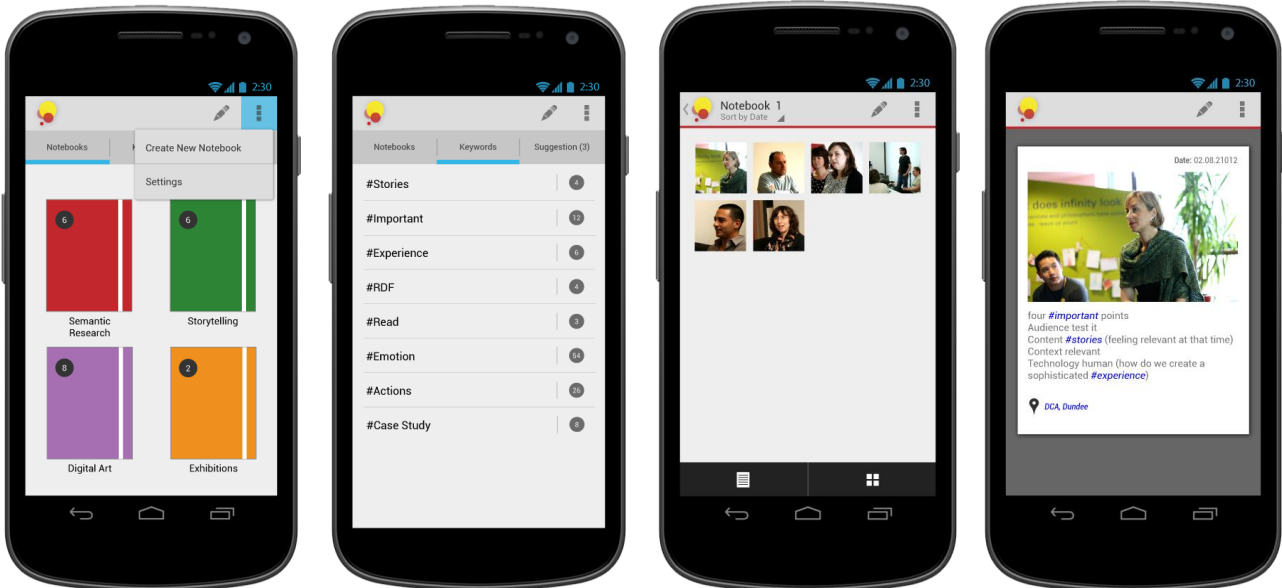 2:30
Notebooks
K
Create New Notebook
Settings
6
6
Semantic
Research
Storytelling
8
2
Digital Art
Exhibitions
2:30
Notebooks
Keywords
Suggestion (3)
#Stories
4
#Important
12
#Experience
6
#RDF
4
#Read
3
#Emotion
54
#Actions
26
#Case Study
8
2:30
Notebook 1
Sort by Date
2:30
Date: 02.08.21012
does infinity look
four #important points
Audience test it
Content #stories (feeling relevant at that time)
Context relevant
Technology human (how do we create a
sophisticated #experience)
DCA, Dundee